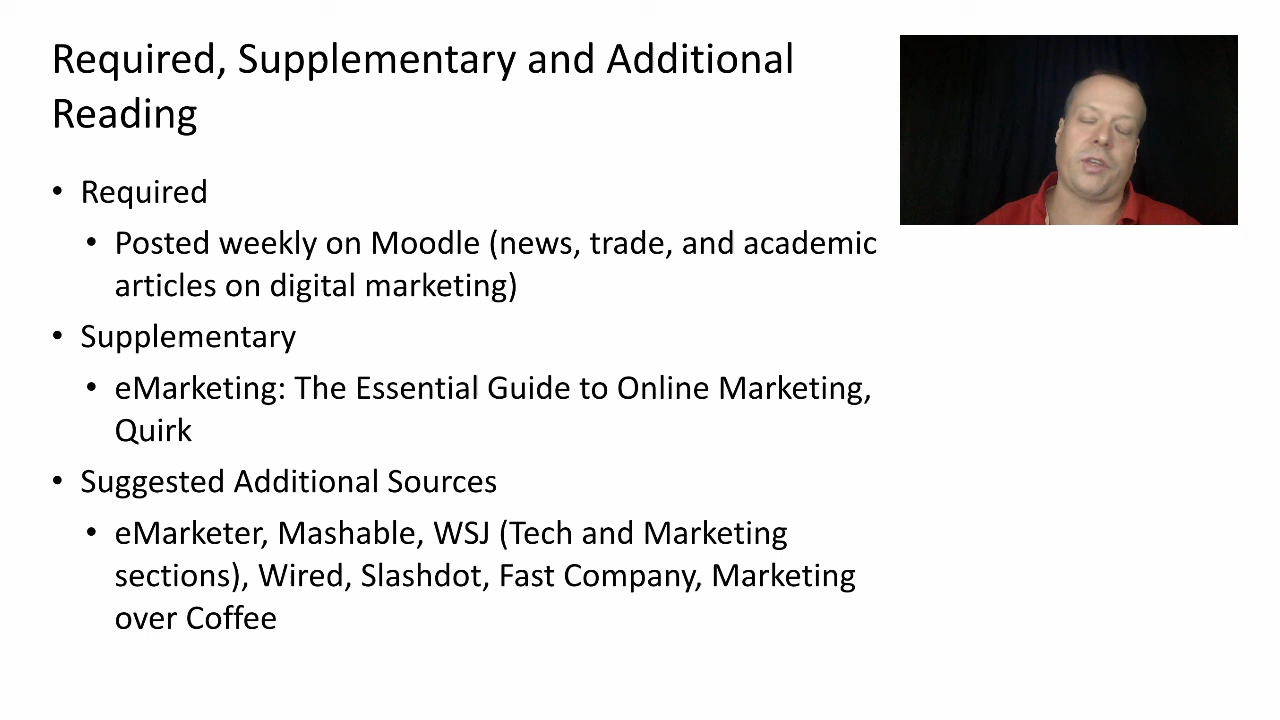 Required, Supplementary and Additional
Reading
• Required
• Posted weekly on Moodle (news, trade, and academic
articles on digital marketing)
• Supplementary
• eMarketing: The Essential Guide to Online Marketing,
Quirk
• Suggested Additional Sources
• eMarketer, Mashable, WSJ (Tech and Marketing
sections), Wired, Slashdot, Fast Company, Marketing
over Coffee